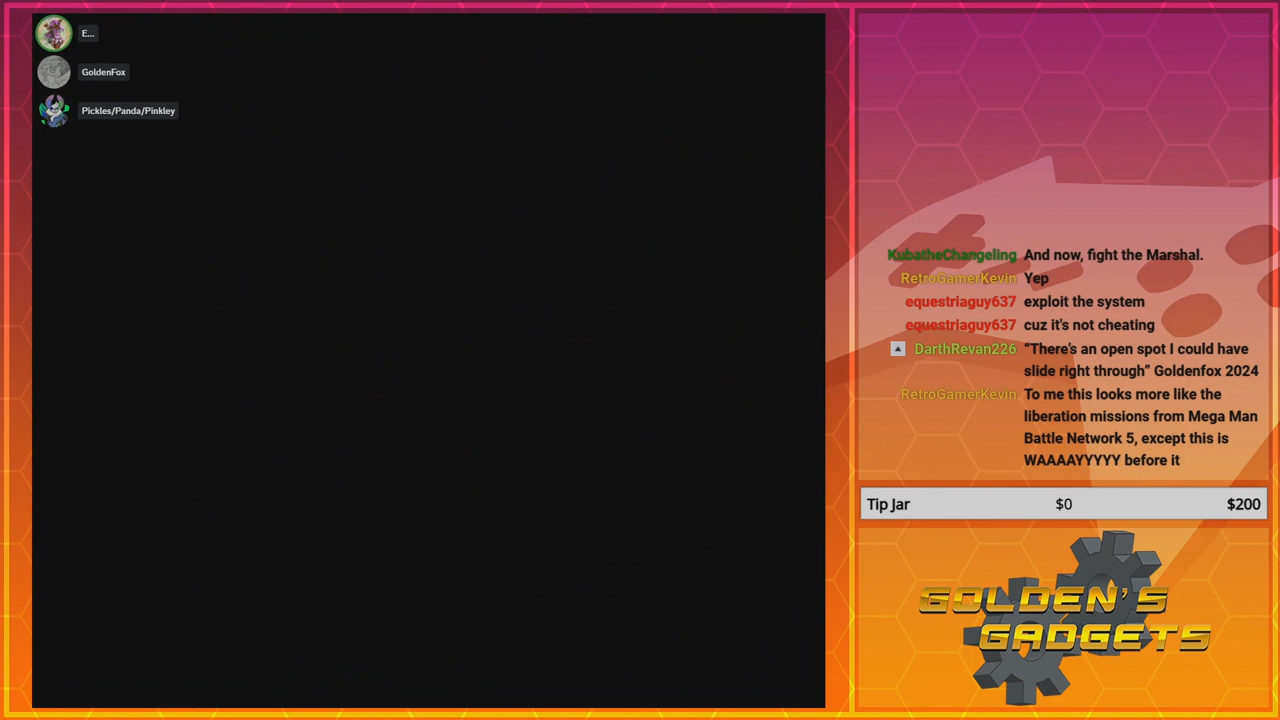 E...
GoldenFox
Pickles/Panda/Pinkley
KubatheChangeling And now, fight the Marshal.
RetroGamerKevin Yep
equestriaguy637 exploit the system
equestriaguy637 cuz it's not cheating
DarthRevan226 “There’s an open spot I could have
slide right through” Goldenfox 2024
RetroGamerKevin To me this looks more like the
liberation missions from Mega Man
Battle Network 5, except this is
WAAAAYYYYY before it
Tip Jar $0 $200
GOLDEN'S
GADGETS